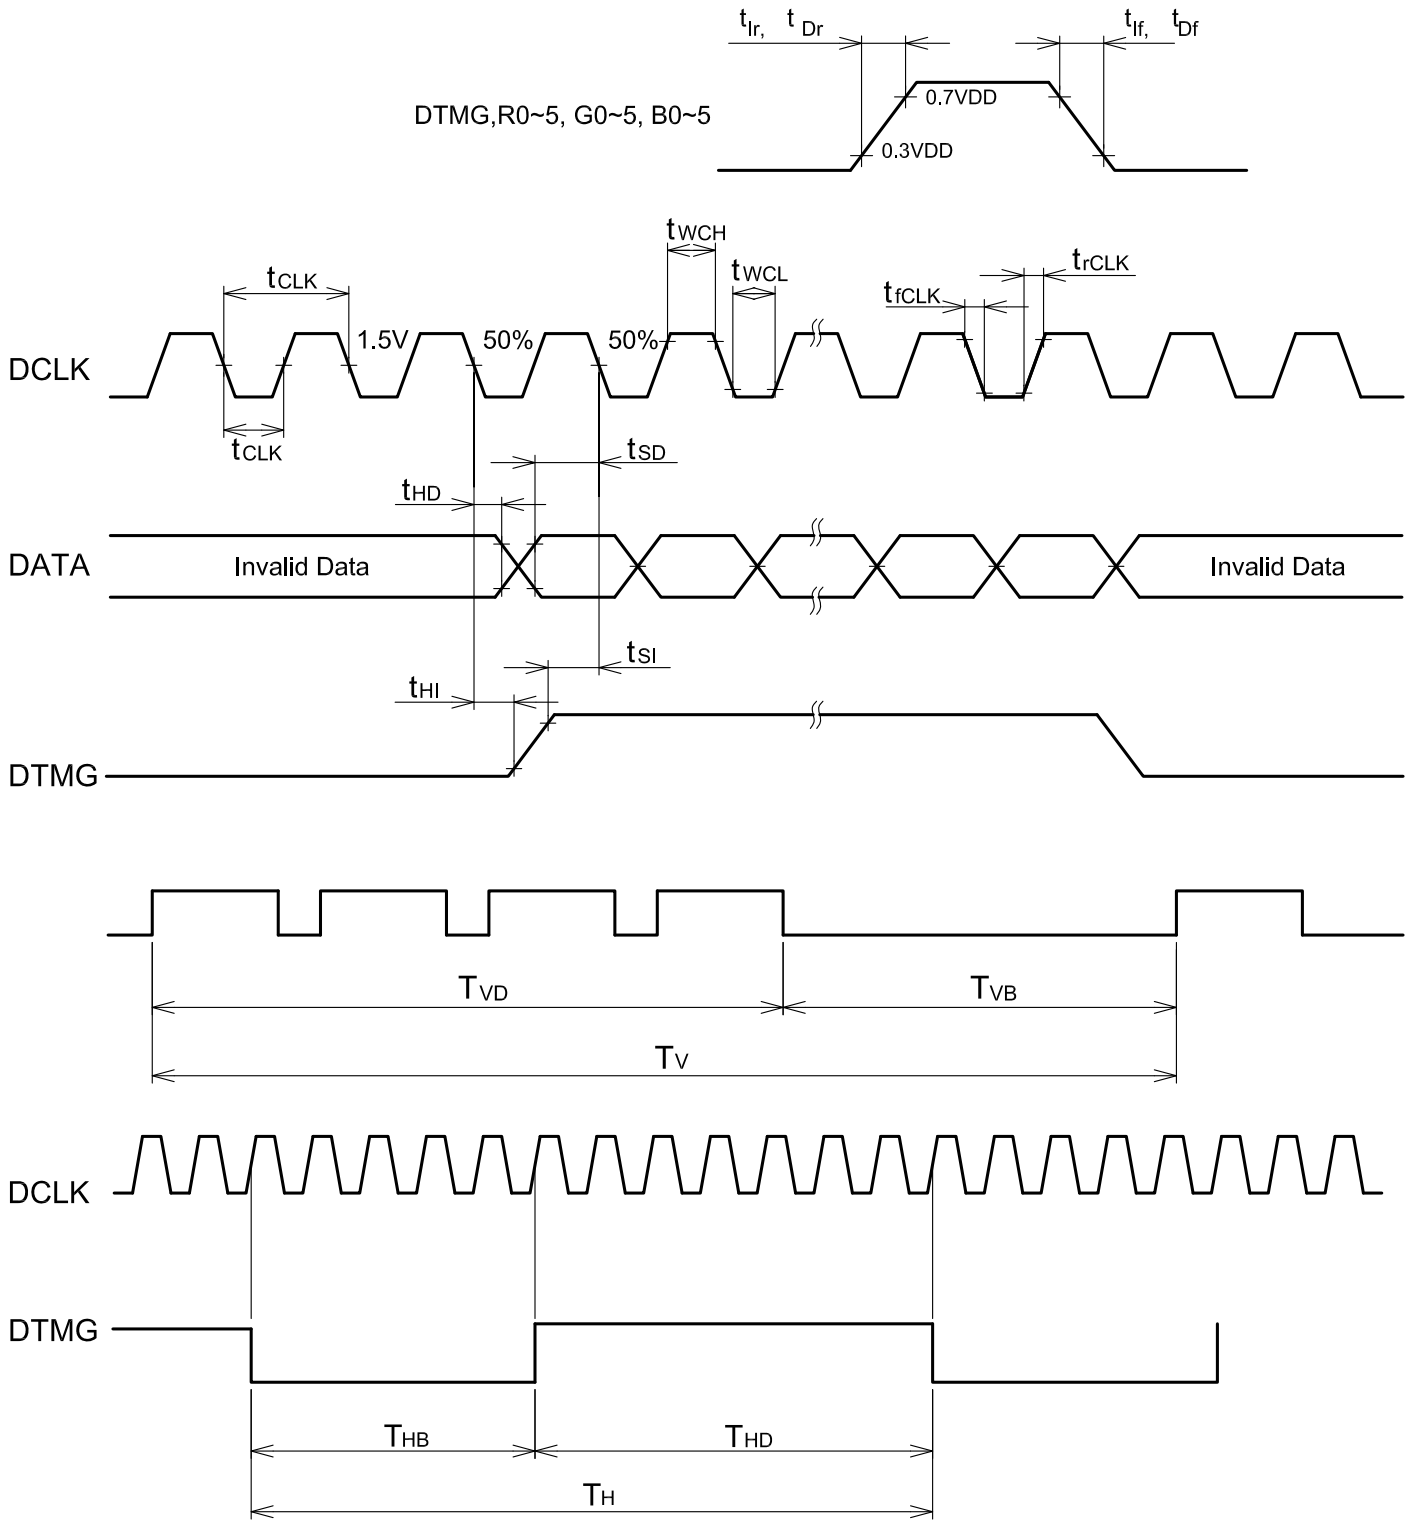 tIr, tDr
tIf, tDf
DTMG,R0~5, G0~5, B0~5
0.7VDD
0.3VDD
tWCH
tCLK
tWCL
tfCLK
trCLK
DCLK
1.5V
50%
50%
tCLK
tSD
tHD
DATA
Invalid Data
Invalid Data
tSI
tHI
DTMG
TVD
TVB
TV
DCLK
DTMG
THB
THD
TH